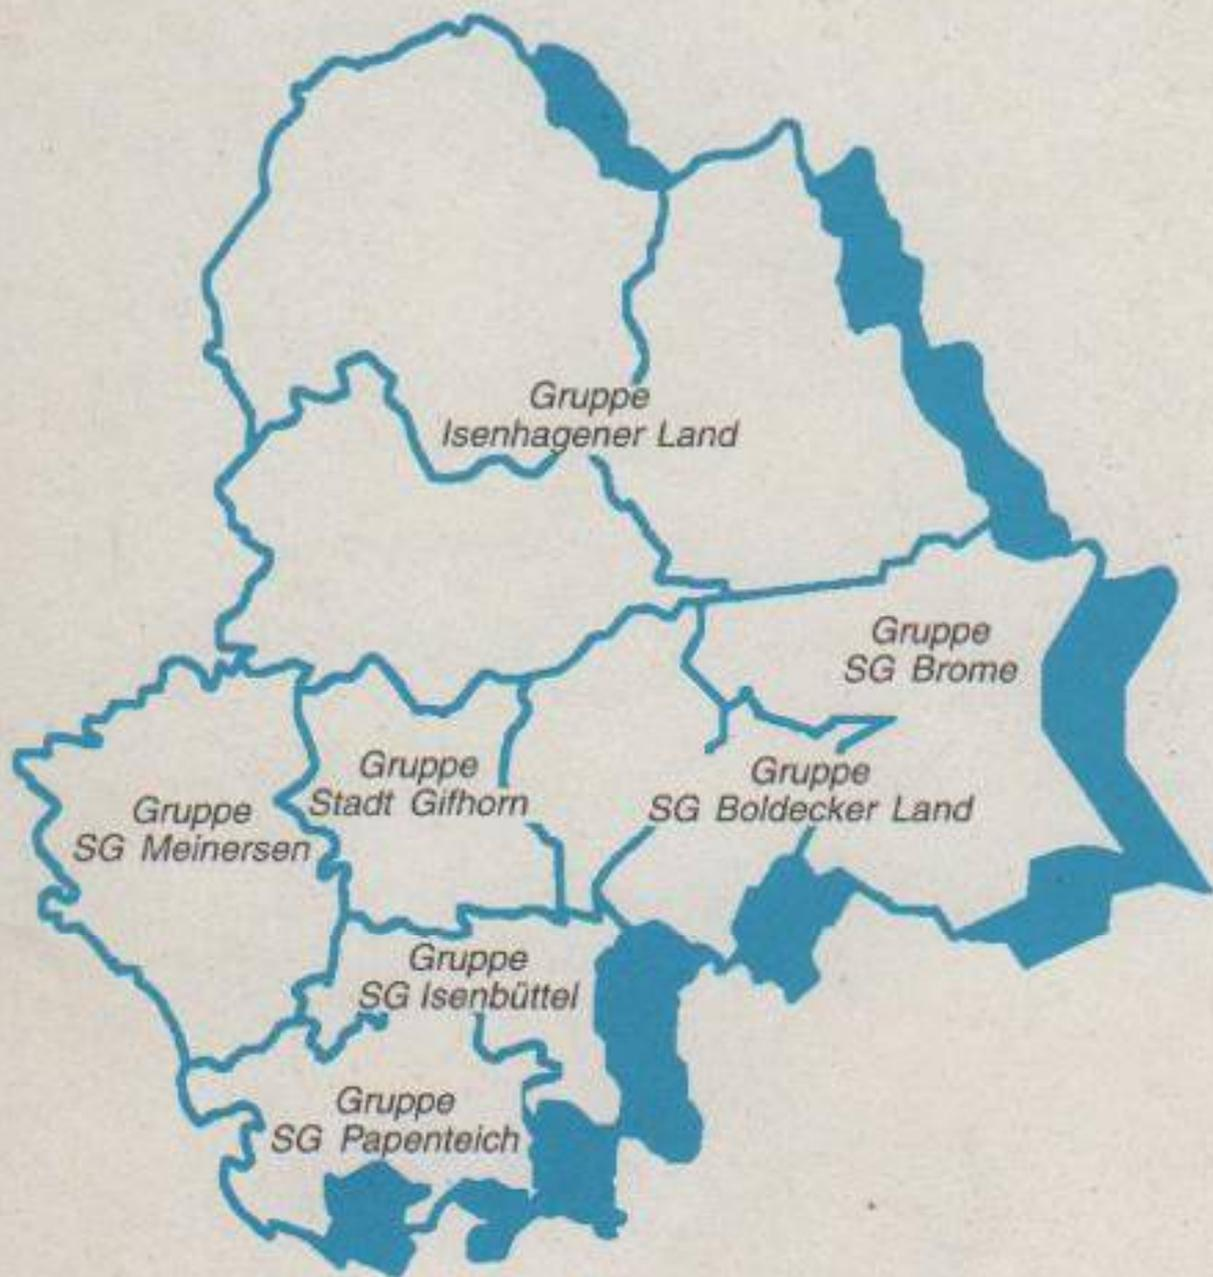 Gruppe
Isenhagener Land
Gruppe
SG Brome
Gruppe
Stadt Gifhorn
Gruppe
SG Boldecker Land
Gruppe
SG Meinersen
Gruppe
SG Isenbüttel
Gruppe
SG Papenteich